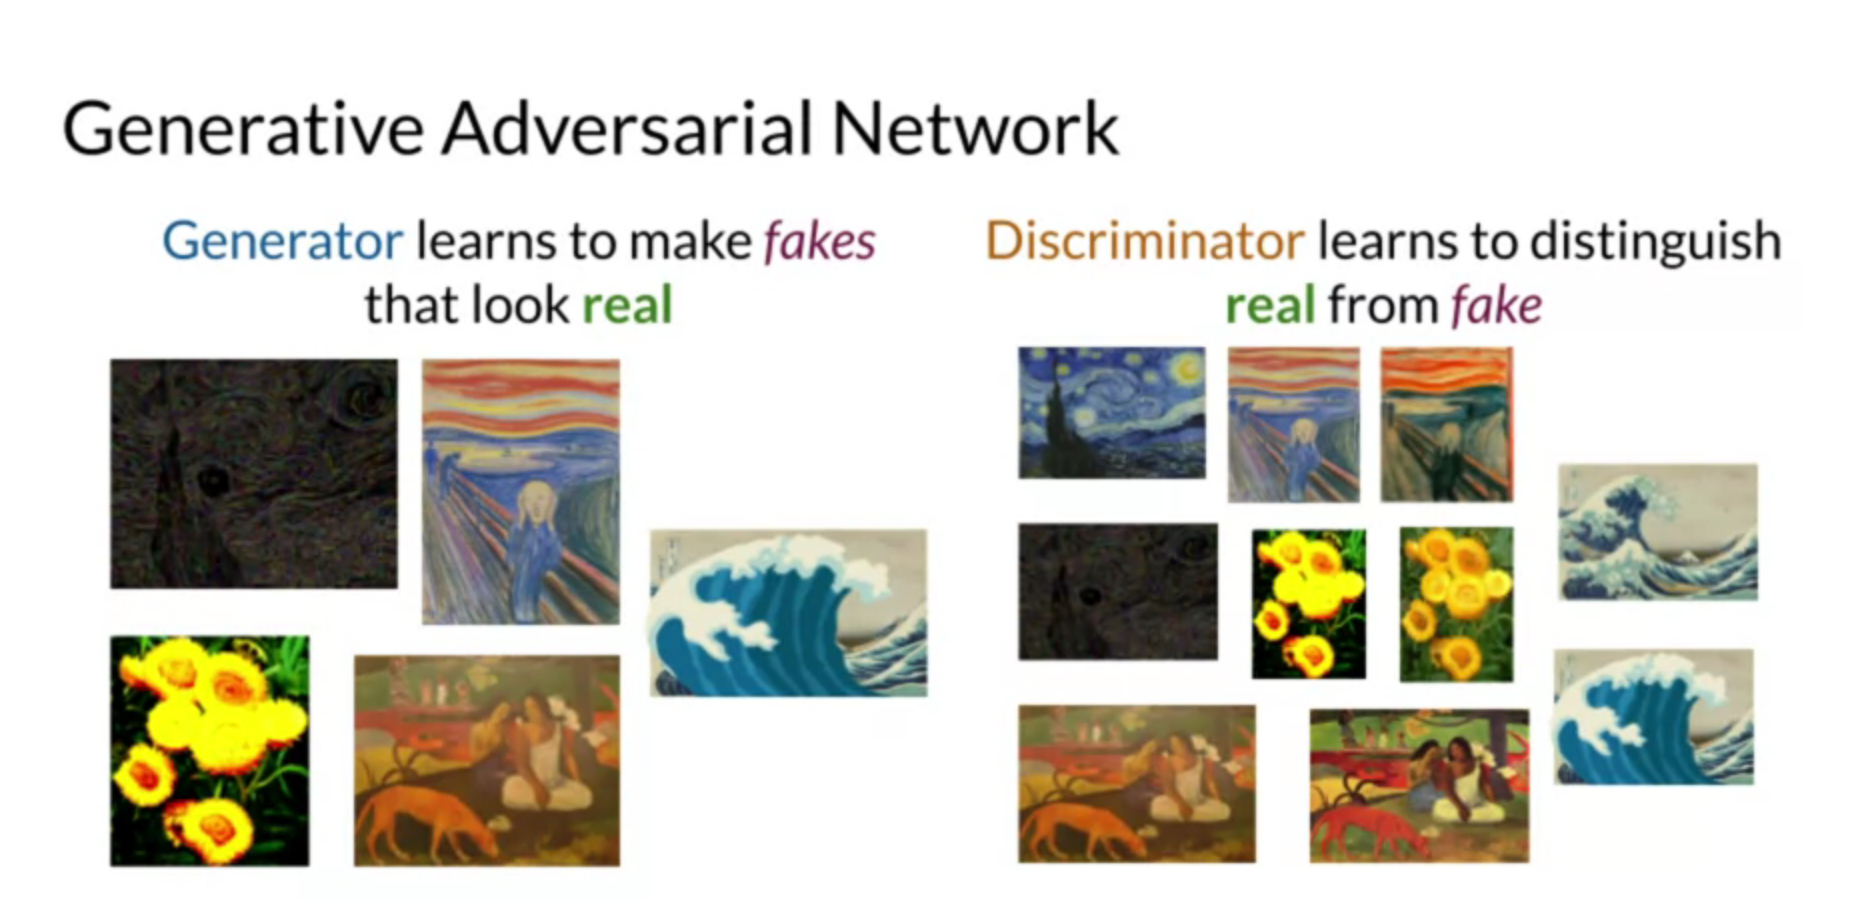 Generative Adversarial Network
Generator learns to make fakes
that look real
Discriminator learns to distinguish
real from fake